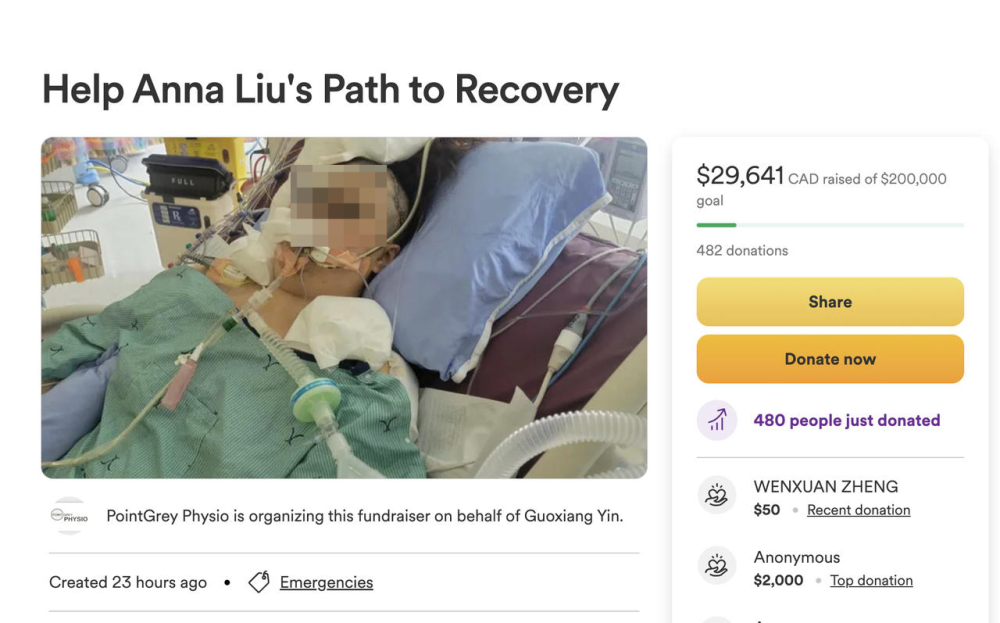 Help Anna Liu's Path to Recovery
FULL
$29,641 CAD raised of $200,000
goal
482 donations
Share
Donate now
480 people just donated
WENXUAN ZHENG
$50 • Recent donation
Anonymous
$2,000 • Top donation
PHYSIO
PointGrey Physio is organizing this fundraiser on behalf of Guoxiang Yin.
Created 23 hours ago • Emergencies